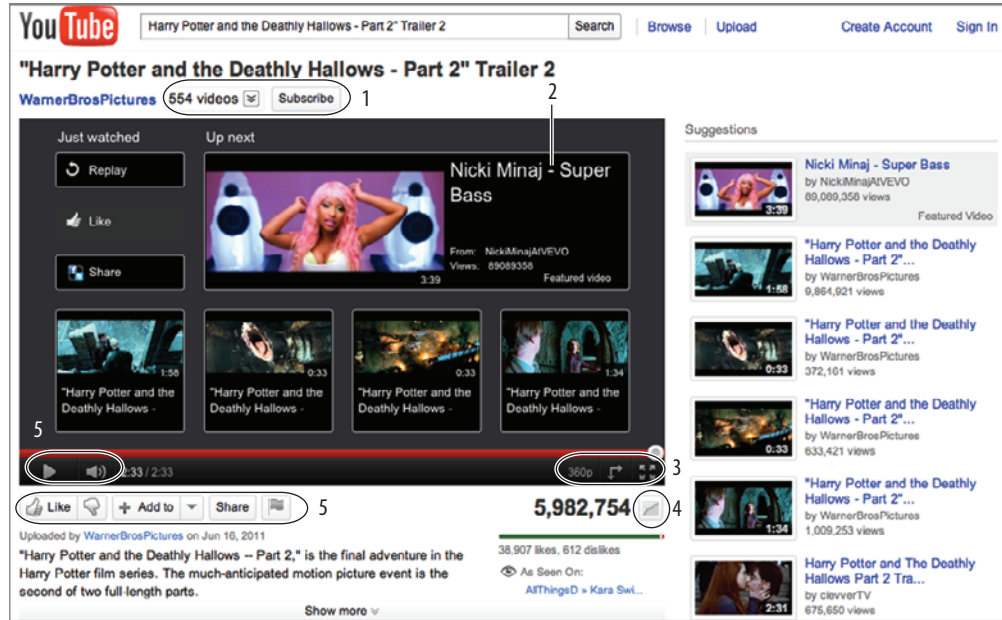 YouTube
Harry Potter and the Deathly Hallows - Part 2" Trailer 2
Search
Browse
Upload
Create Account
Sign In
"Harry Potter and the Deathly Hallows - Part 2" Trailer 2
WarnerBrosPictures
554 videos
Subscribe
1
2
Just watched
Up next
Replay
Like
Share
Nicki Minaj - Super
Bass
From: NickiMinajAtVEVO
Views: 89089358
3:39
Featured video
1:58
"Harry Potter and the
Deathly Hallows -
0:33
"Harry Potter and the
Deathly Hallows -
0:33
"Harry Potter and the
Deathly Hallows -
1:34
"Harry Potter and the
Deathly Hallows -
5
2:33 / 2:33
360p
3
Like
Add to
Share
5
5,982,754
4
Uploaded by WarnerBrosPictures on Jun 16, 2011
"Harry Potter and the Deathly Hallows -- Part 2," is the final adventure in the
Harry Potter film series. The much-anticipated motion picture event is the
second of two full-length parts.
Show more
38,907 likes, 612 dislikes
As Seen On:
AllThingsD » Kara Swi...
Suggestions
3:39
Nicki Minaj - Super Bass
by NickiMinajAtVEVO
89,089,358 views
Featured Video
1:58
"Harry Potter and the Deathly
Hallows - Part 2"...
by WarnerBrosPictures
9,864,921 views
0:33
"Harry Potter and the Deathly
Hallows - Part 2"...
by WarnerBrosPictures
372,161 views
0:33
"Harry Potter and the Deathly
Hallows - Part 2"...
by WarnerBrosPictures
633,421 views
1:34
"Harry Potter and the Deathly
Hallows - Part 2"...
by WarnerBrosPictures
1,009,253 views
2:31
Harry Potter and The Deathly
Hallows Part 2 Tra...
by clevverTV
675,650 views